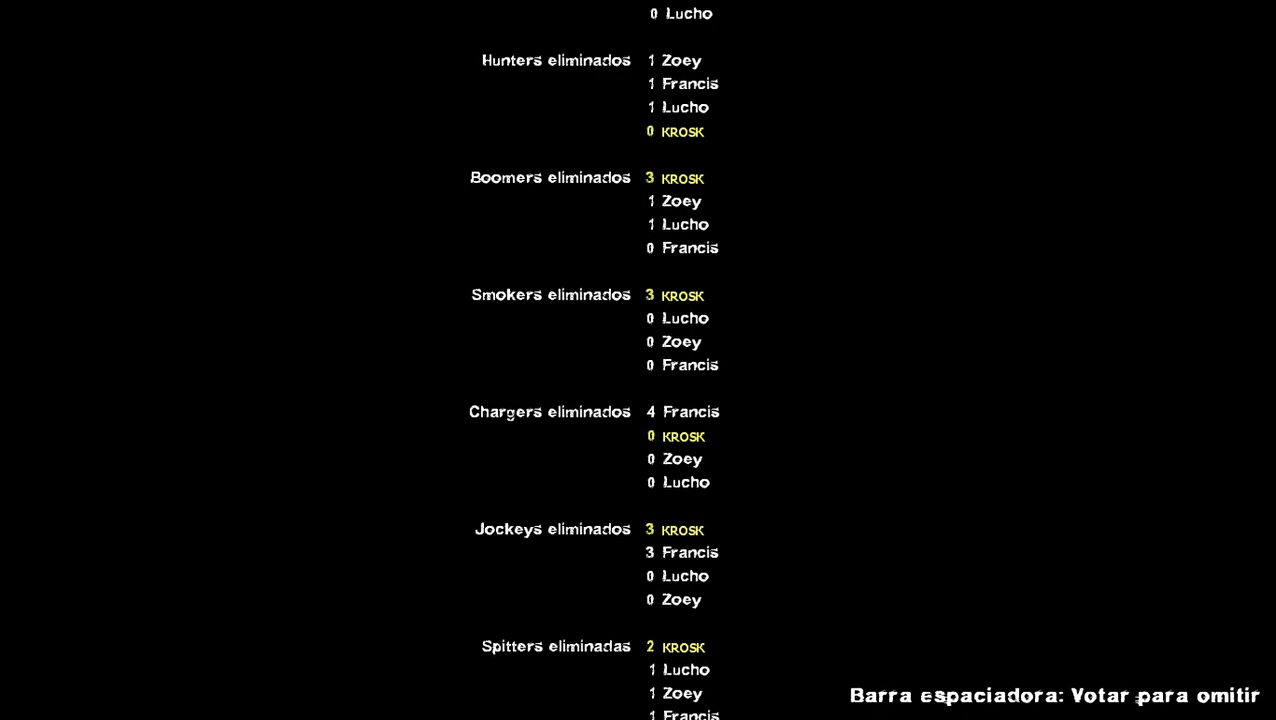 0 Lucho
Hunters eliminados 1 Zoey
1 Francis
1 Lucho
0 KROSK
Boomers eliminados 3 KROSK
1 Zoey
1 Lucho
0 Francis
Smokers eliminados 3 KROSK
0 Lucho
0 Zoey
0 Francis
Chargers eliminados 4 Francis
0 KROSK
0 Zoey
0 Lucho
Jockeys eliminados 3 KROSK
3 Francis
0 Lucho
0 Zoey
Spitters eliminadas 2 KROSK
1 Lucho
1 Zoey
1 Francis
Barra espaciadora: Votar para omitir